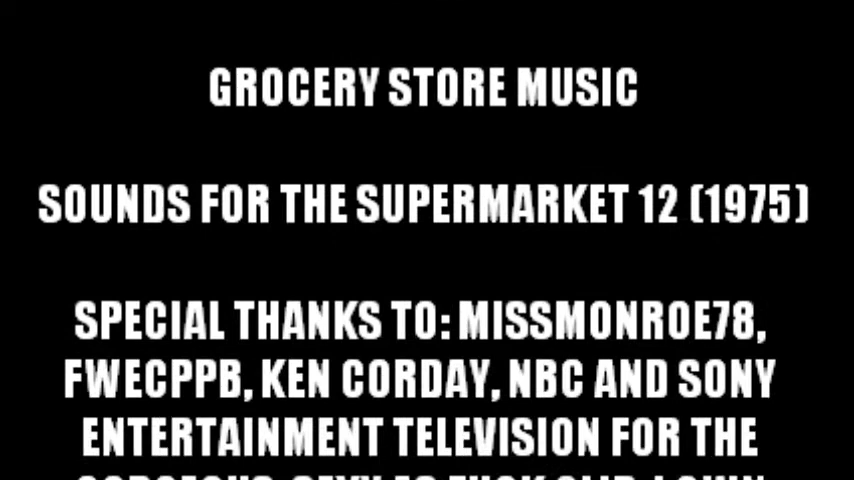 GROCERY STORE MUSIC
SOUNDS FOR THE SUPERMARKET 12 (1975)
SPECIAL THANKS TO: MISSMONROE78,
FWECPPB, KEN CORDAY, NBC AND SONY
ENTERTAINMENT TELEVISION FOR THE